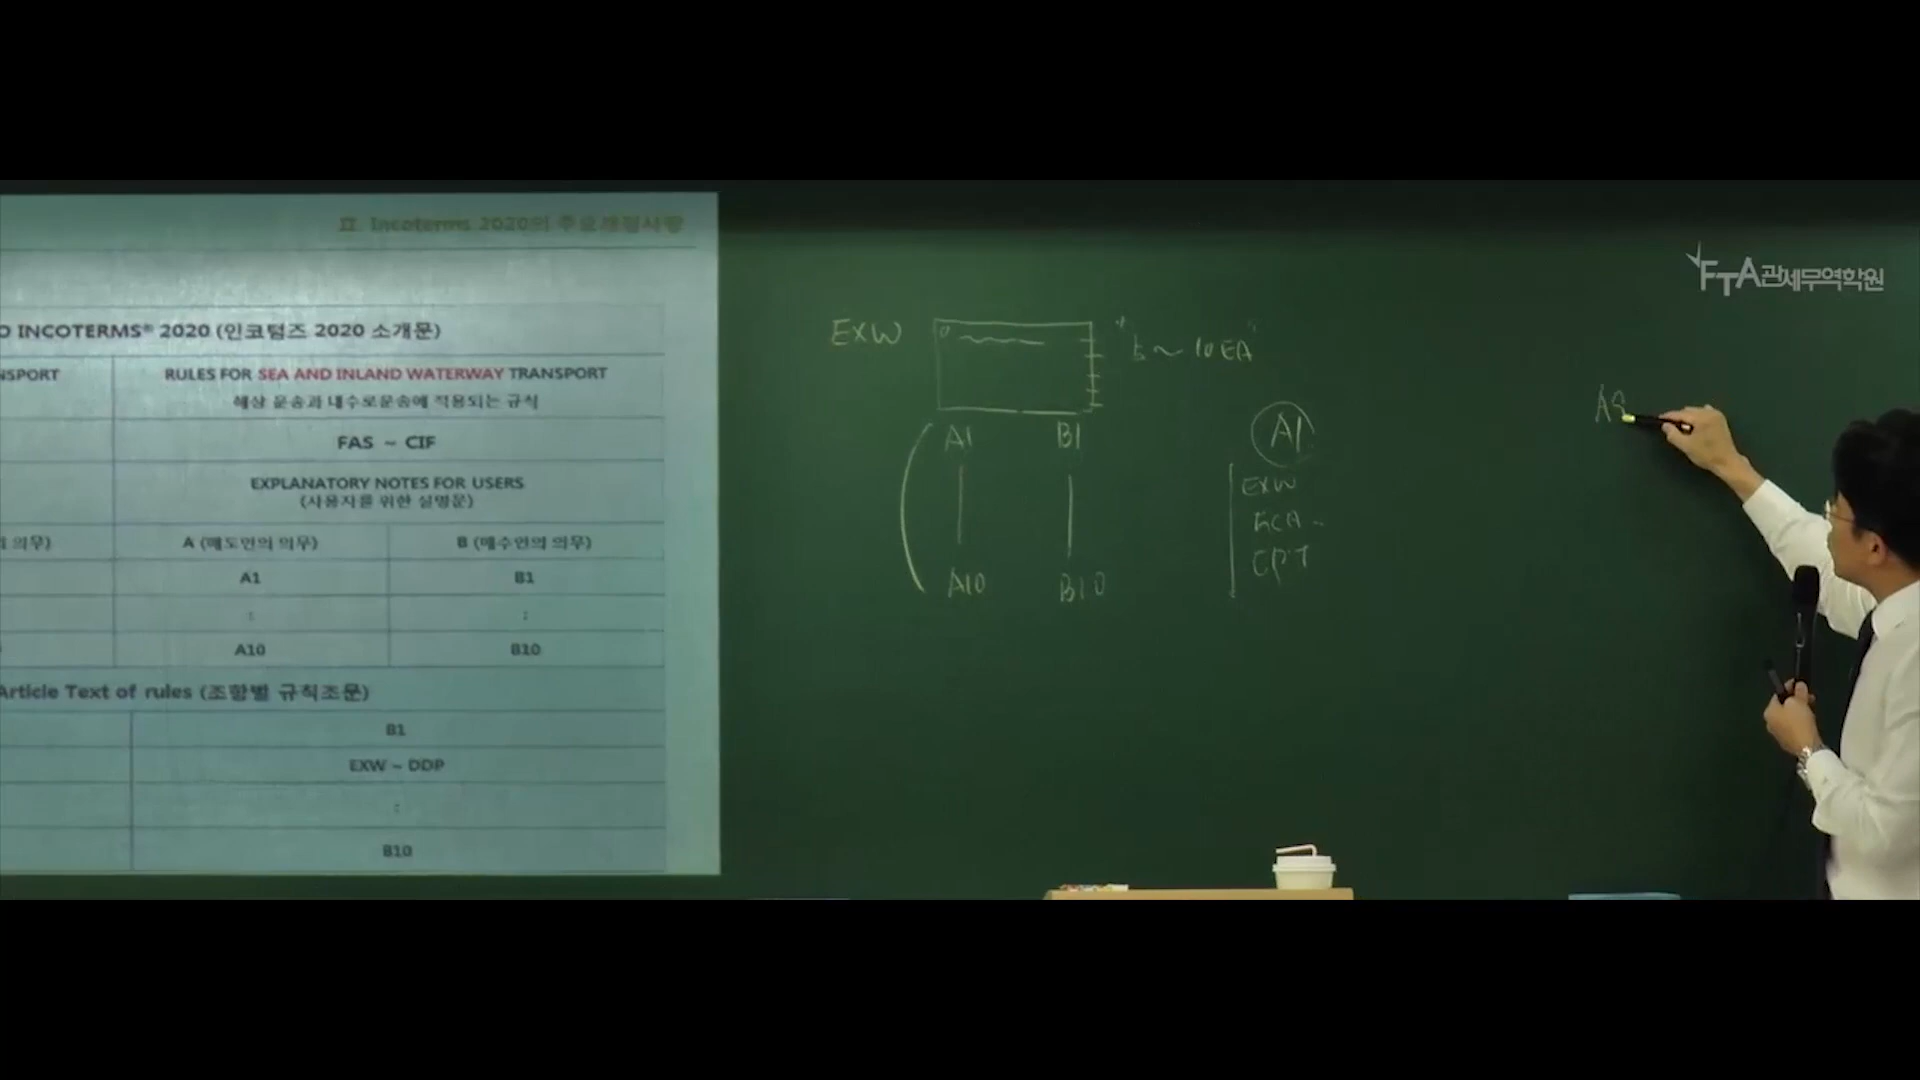 II. Incoterms 2020의 주요개정사항
O INCOTERMS® 2020 (인코텀즈 2020 소개문)
NSPORT
RULES FOR SEA AND INLAND WATERWAY TRANSPORT
해상 운송과 내수로운송에 적용되는 규칙
FAS ~ CIF
EXPLANATORY NOTES FOR USERS
(사용자를 위한 설명문)
의무)
A (매도인의 의무)
B (매수인의 의무)
A1
B1
:
:
A10
B10
Article Text of rules (조항별 규칙조문)
B1
EXW ~ DDP
:
B10
EXW
"5~10EA"
A1
B1
A10
B10
A1
EXW
FCA
CPT
FTA관세무역학원